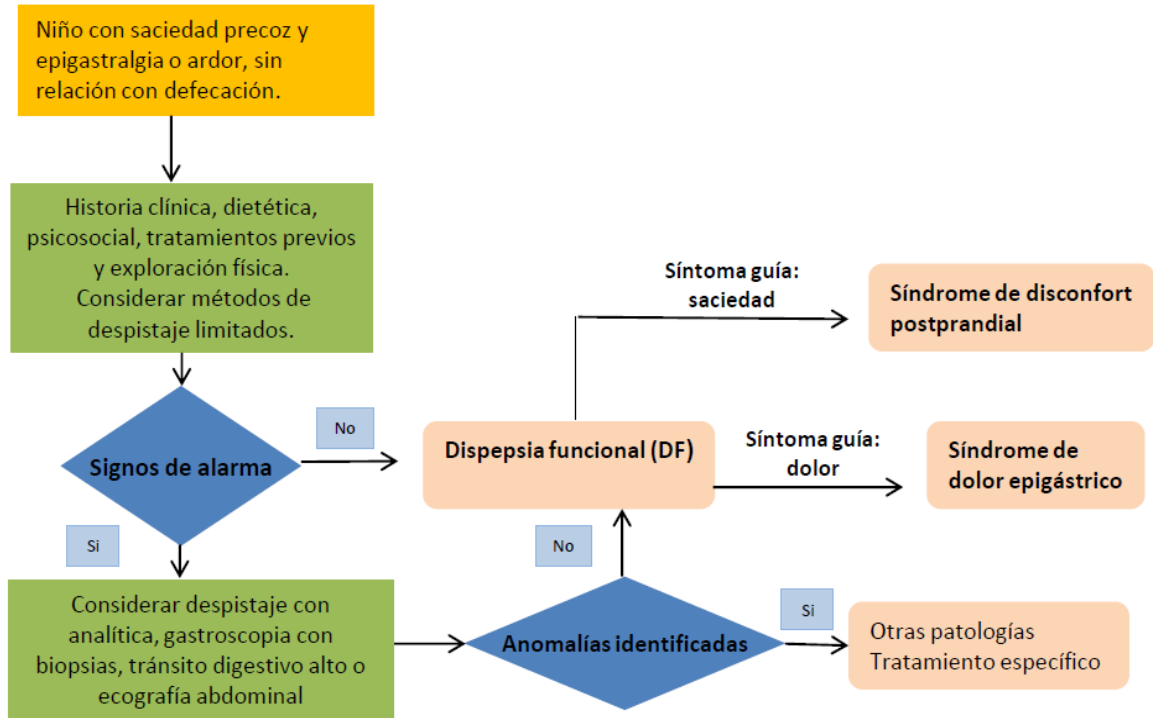 Niño con saciedad precoz y
epigastralgia o ardor, sin
relación con defecación.
Historia clínica, dietética,
psicosocial, tratamientos previos
y exploración física.
Considerar métodos de
despistaje limitados.
Síntoma guía:
saciedad
Síndrome de disconfort
postprandial
Signos de alarma
No
Dispepsia funcional (DF)
Síntoma guía:
dolor
Síndrome de
dolor epigástrico
Si
No
Considerar despistaje con
analítica, gastroscopia con
biopsias, tránsito digestivo alto o
ecografía abdominal
Anomalías identificadas
Si
Otras patologías
Tratamiento específico